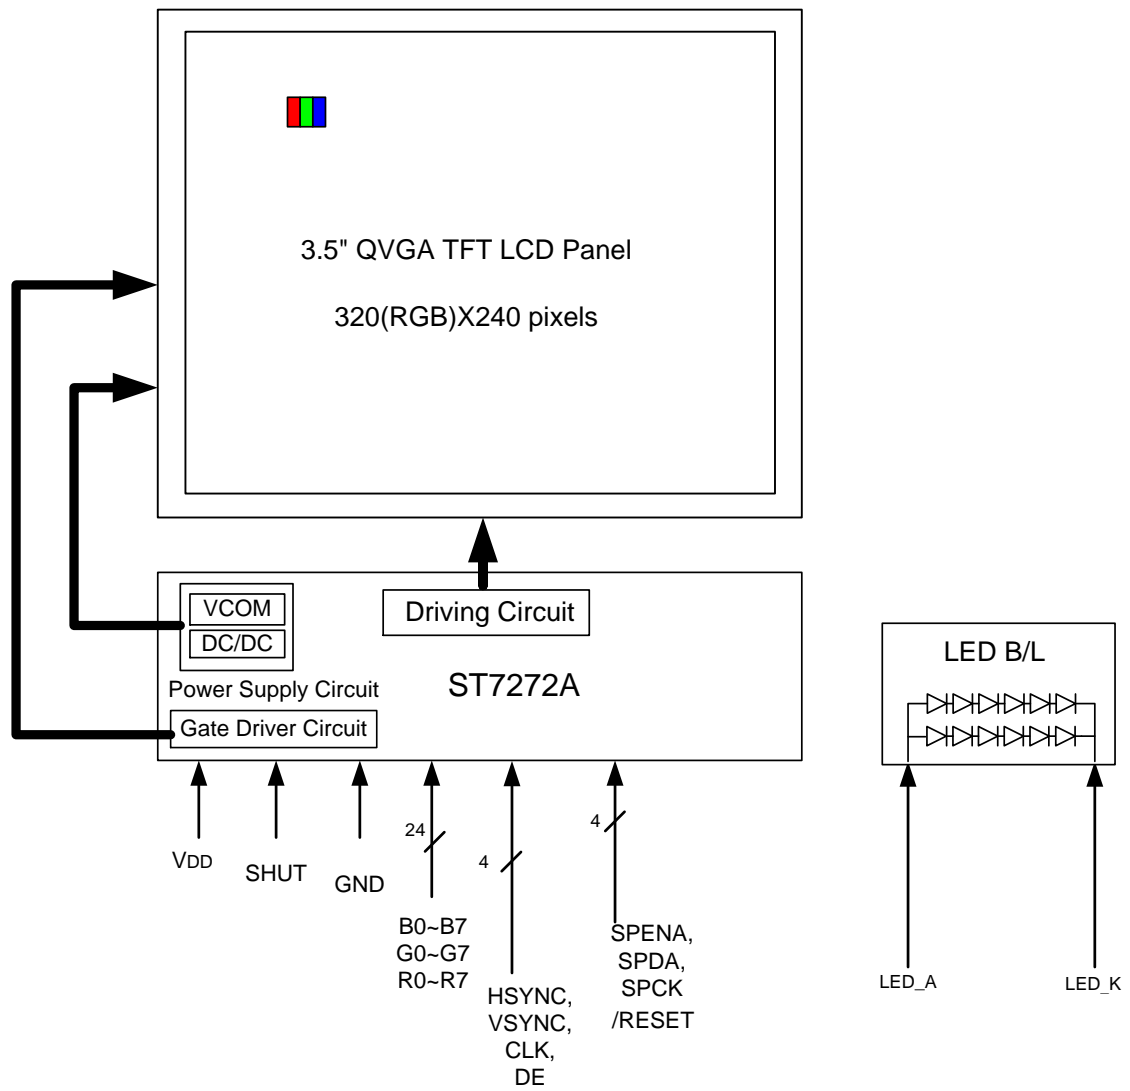 3.5" QVGA TFT LCD Panel
320(RGB)X240 pixels
VCOM
DC/DC
Power Supply Circuit
Gate Driver Circuit
Driving Circuit
ST7272A
LED B/L
VDD
SHUT
GND
24
B0~B7
G0~G7
R0~R7
4
HSYNC,
VSYNC,
CLK,
DE
4
SPENA,
SPDA,
SPCK
/RESET
LED_A
LED_K